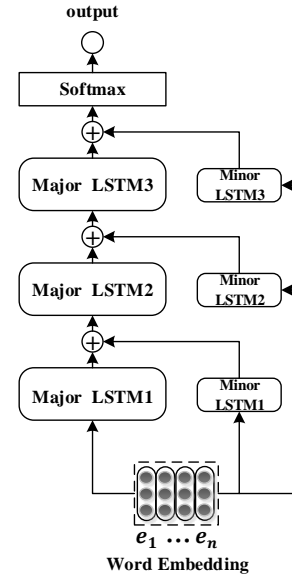 output
Softmax
+
Major LSTM3
Minor
LSTM3
+
Major LSTM2
Minor
LSTM2
+
Major LSTM1
Minor
LSTM1
e₁ … eₙ
Word Embedding